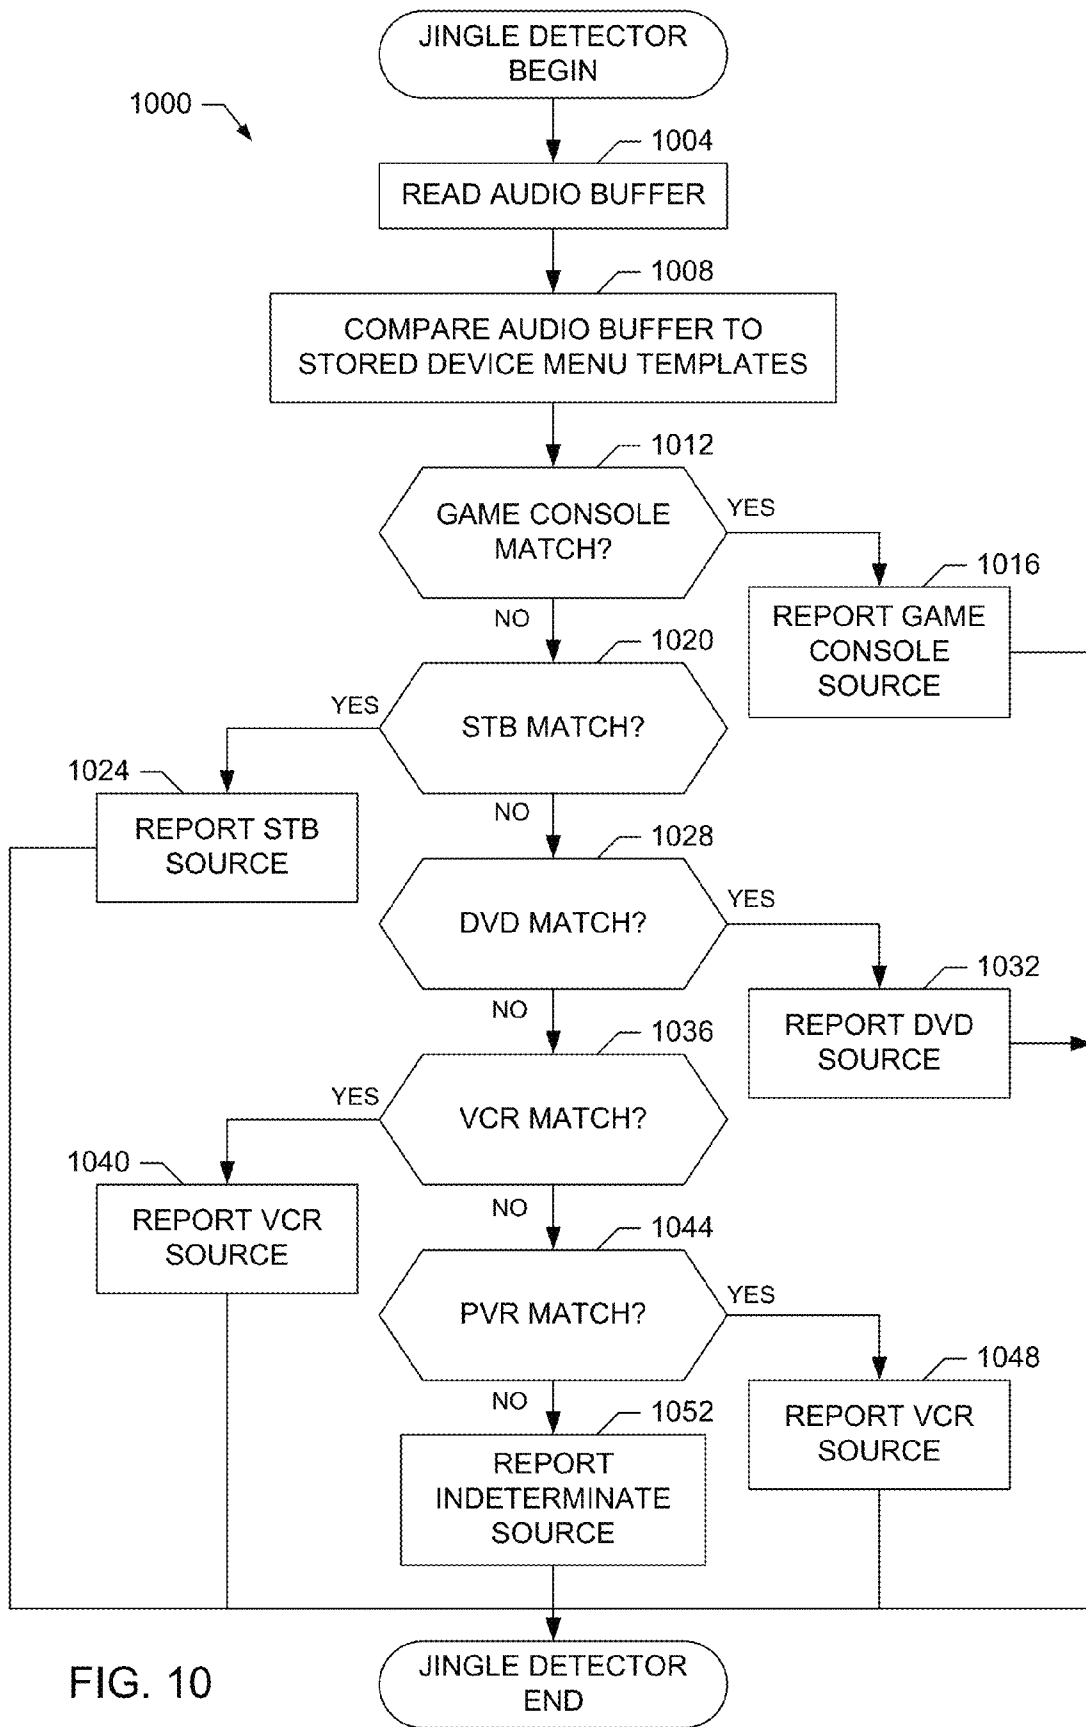 JINGLE DETECTOR
BEGIN
1000
1004
READ AUDIO BUFFER
1008
COMPARE AUDIO BUFFER TO
STORED DEVICE MENU TEMPLATES
1012
GAME CONSOLE
MATCH?
YES
NO
1016
REPORT GAME
CONSOLE
SOURCE
1020
STB MATCH?
YES
NO
1024
REPORT STB
SOURCE
1028
DVD MATCH?
YES
NO
1032
REPORT DVD
SOURCE
1036
VCR MATCH?
YES
NO
1040
REPORT VCR
SOURCE
1044
PVR MATCH?
YES
NO
1048
REPORT VCR
SOURCE
1052
REPORT
INDETERMINATE
SOURCE
JINGLE DETECTOR
END
FIG. 10